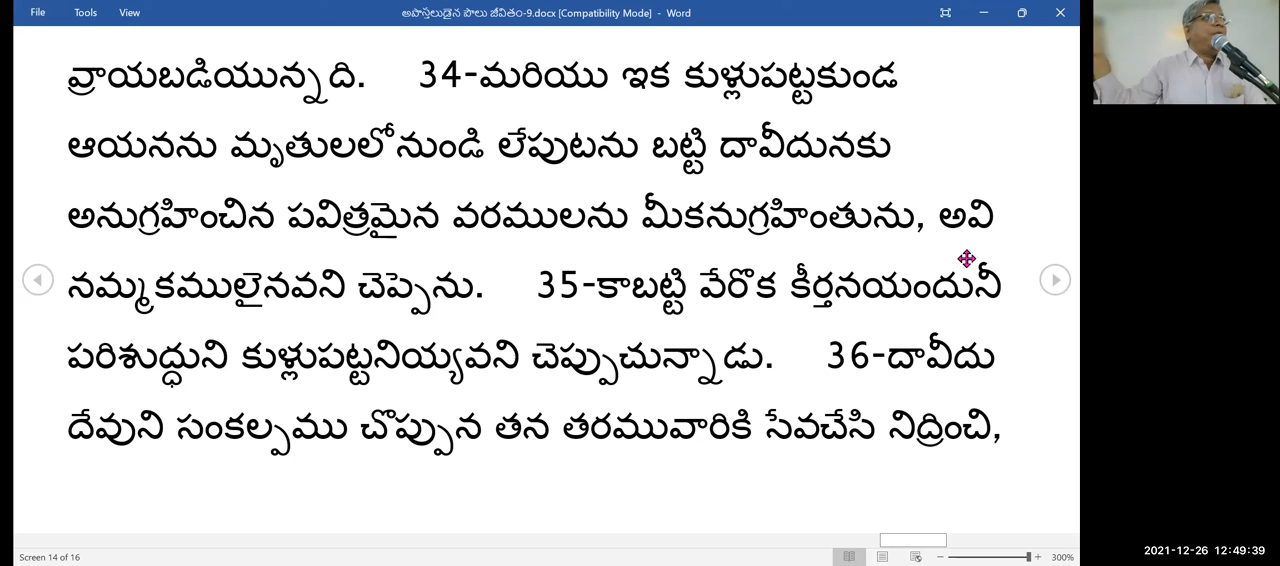 File Tools View
అపొస్తలుడైన పౌలు జీవితం-9.docx [Compatibility Mode] - Word
వ్రాయబడియున్నది. 34-మరియు ఇక కుళ్లుపట్టకుండ
ఆయనను మృతులలోనుండి లేపుటను బట్టి దావీదునకు
అనుగ్రహించిన పవిత్రమైన వరములను మీకనుగ్రహింతును, అవి
నమ్మకములైనవని చెప్పెను. 35-కాబట్టి వేరొక కీర్తనయందునీ
పరిశుద్ధుని కుళ్లుపట్టనియ్యవని చెప్పుచున్నాడు. 36-దావీదు
దేవుని సంకల్పము చొప్పున తన తరమువారికి సేవచేసి నిద్రించి,
Screen 14 of 16
300%
2021-12-26 12:49:39